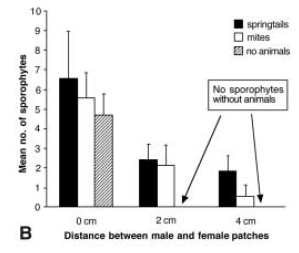 10
9
8
7
6
5
4
3
2
1
0
Mean no. of sporophytes
springtails
mites
no animals
No sporophytes
without animals
0 cm 2 cm 4 cm
B Distance between male and female patches